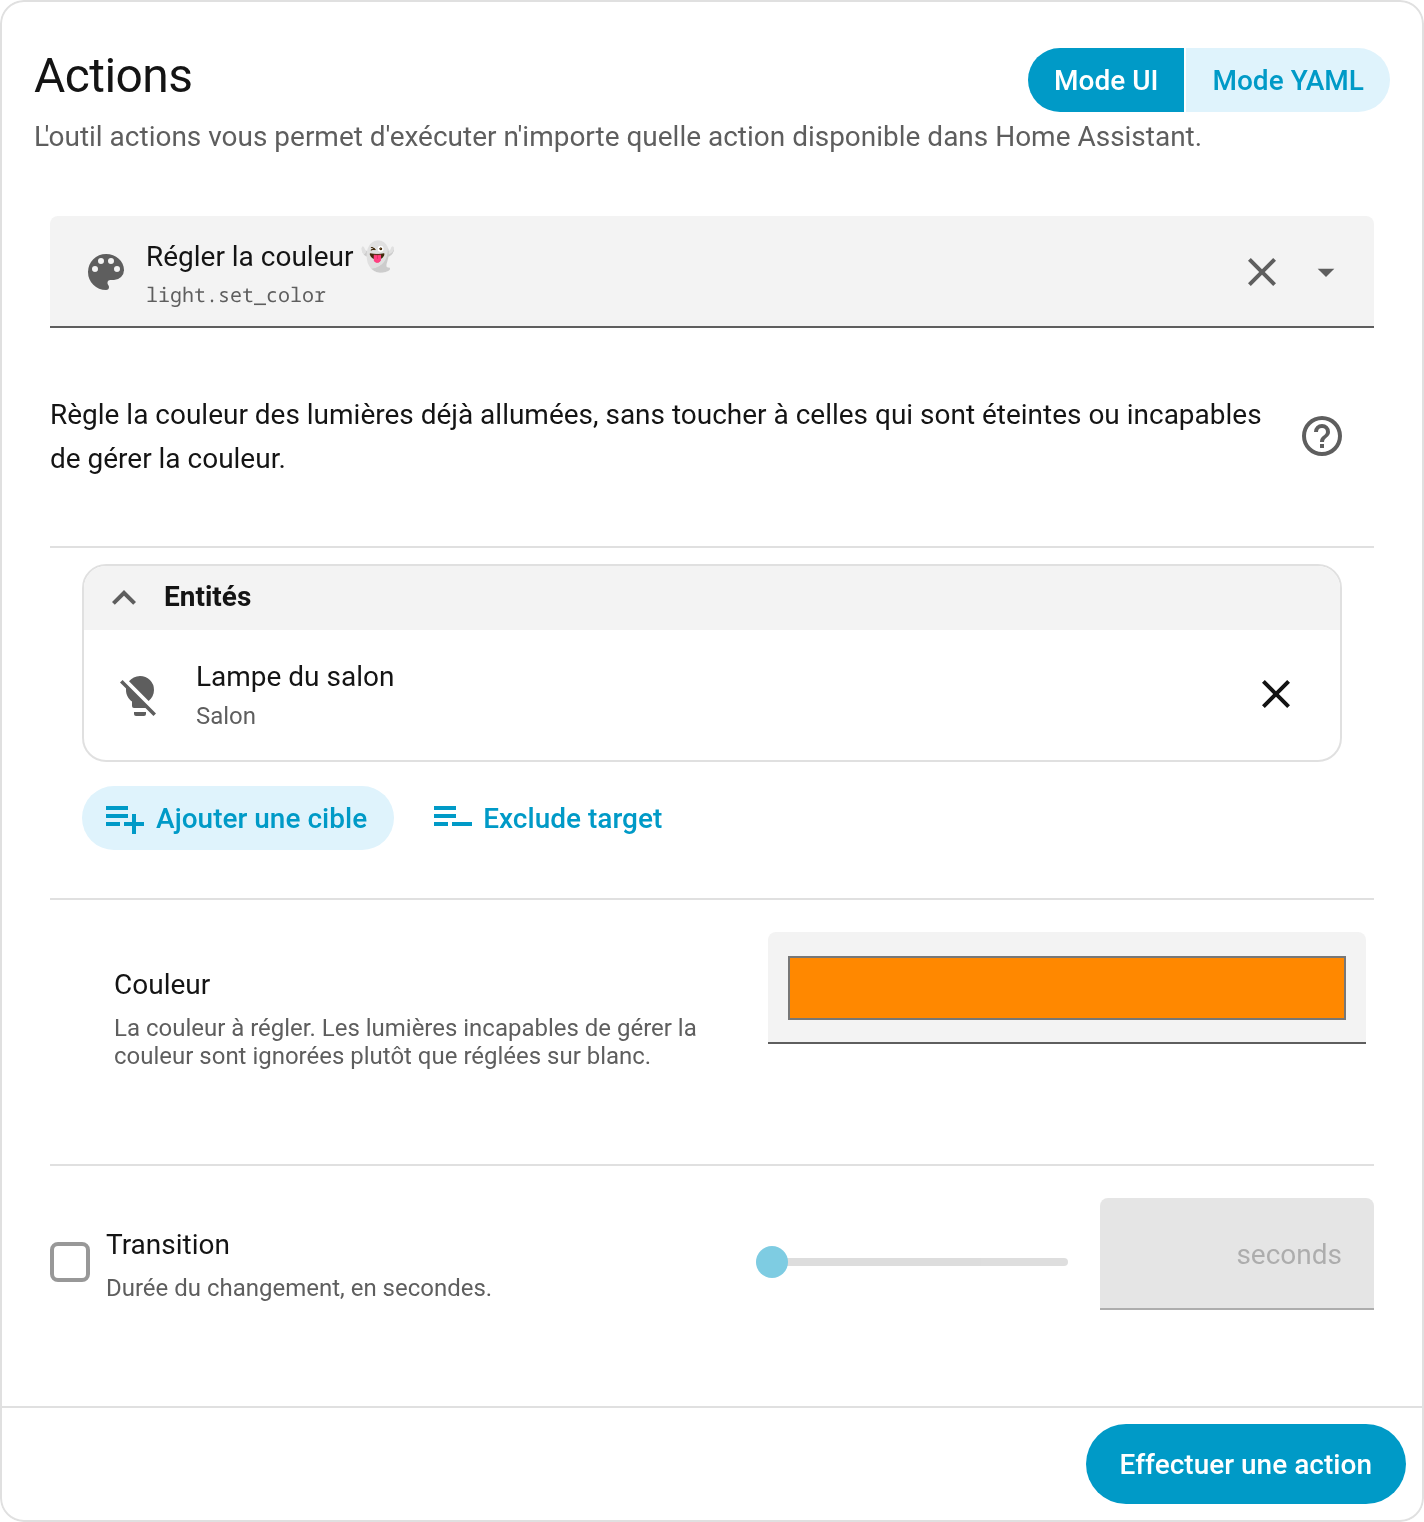 Actions
Mode UI
Mode YAML
L'outil actions vous permet d'exécuter n'importe quelle action disponible dans Home Assistant.
Régler la couleur 👻
light.set_color
Règle la couleur des lumières déjà allumées, sans toucher à celles qui sont éteintes ou incapables
de gérer la couleur.
Entités
Lampe du salon
Salon
Ajouter une cible
Exclude target
Couleur
La couleur à régler. Les lumières incapables de gérer la
couleur sont ignorées plutôt que réglées sur blanc.
Transition
Durée du changement, en secondes.
seconds
Effectuer une action